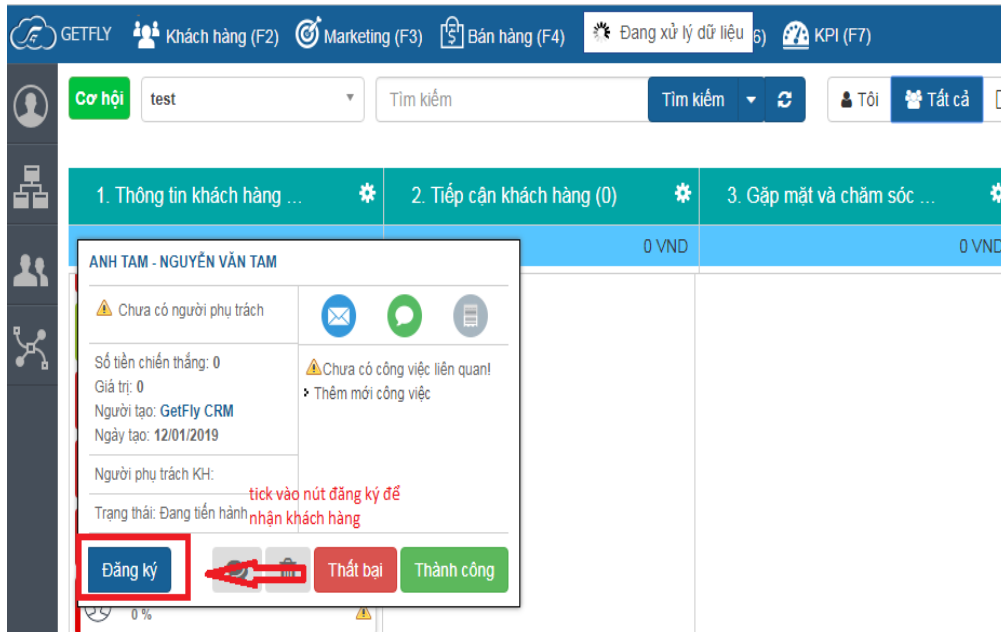 GETFLY Khách hàng (F2) Marketing (F3) Bán hàng (F4) Đang xử lý dữ liệu 6) KPI (F7)
Cơ hội test Tìm kiếm Tìm kiếm Tôi Tất cả
1. Thông tin khách hàng ... 2. Tiếp cận khách hàng (0) 3. Gặp mặt và chăm sóc ...
0 VND 0 VND
ANH TAM - NGUYỄN VĂN TAM
Chưa có người phụ trách
Số tiền chiến thắng: 0
Giá trị: 0
Người tạo: GetFly CRM
Ngày tạo: 12/01/2019
Chưa có công việc liên quan!
Thêm mới công việc
Người phụ trách KH:
Trạng thái: Đang tiến hành
tick vào nút đăng ký để
nhận khách hàng
Đăng ký Thất bại Thành công
0 %